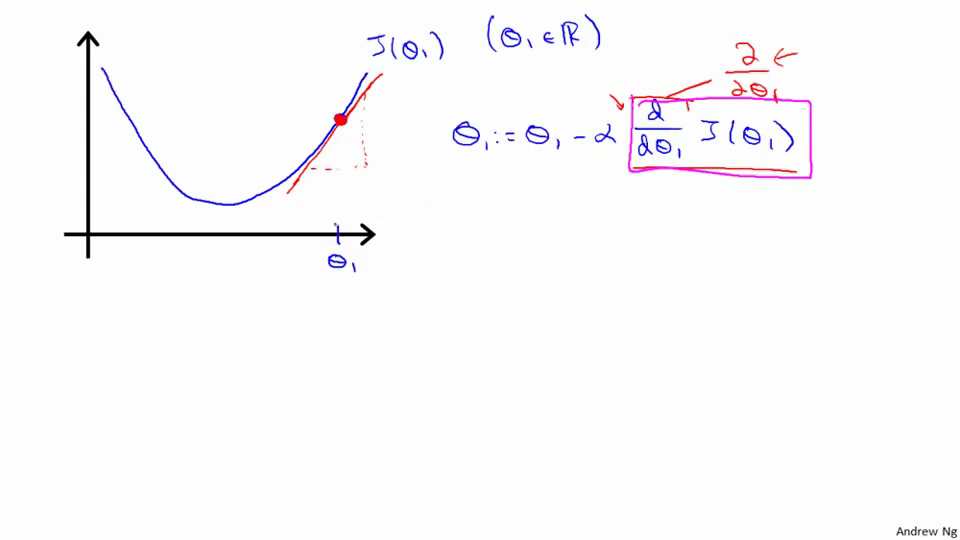 J(θ₁) (θ₁ ∈ ℝ)
∂/∂θ₁ ←
θ₁ := θ₁ - α d/dθ₁ J(θ₁)
θ₁
Andrew Ng